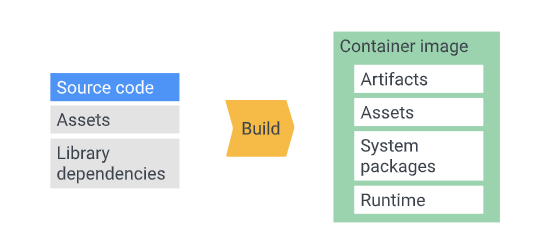 Source code
Assets
Library
dependencies
Build
Container image
Artifacts
Assets
System
packages
Runtime